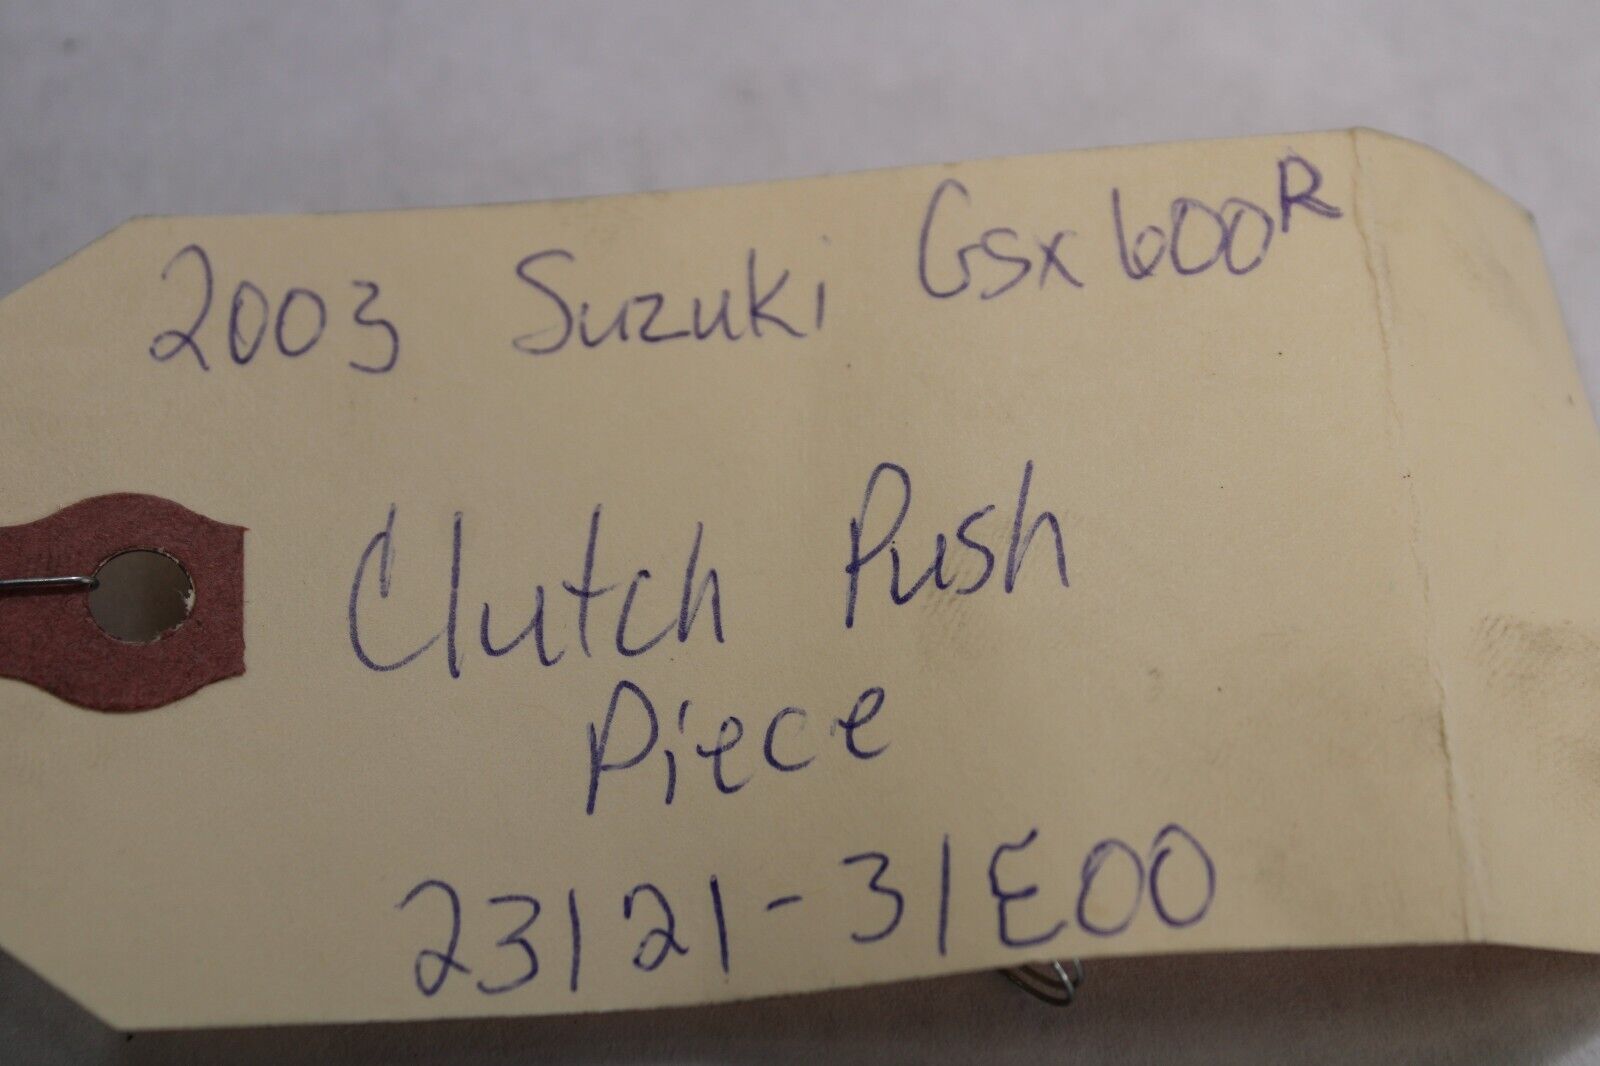 2003 Suzuki Gsx600R
Clutch Push
Piece
23121-31E00